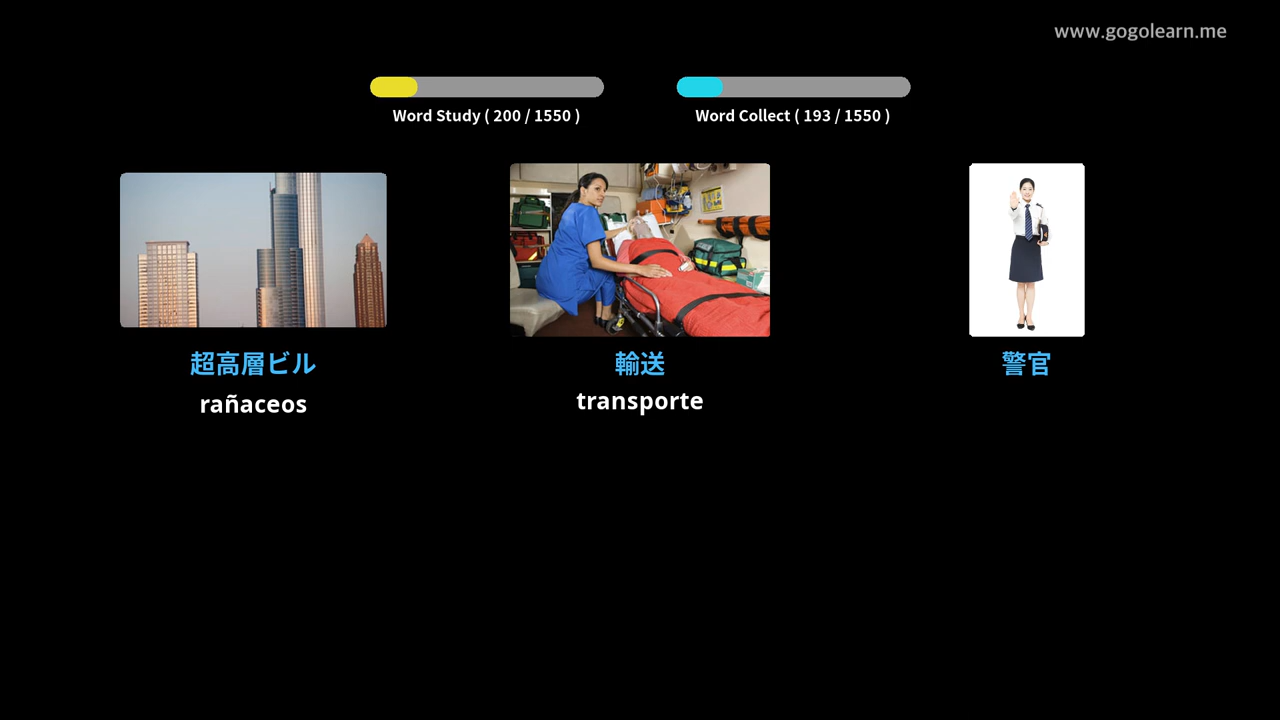 www.gogolearn.me
Word Study ( 200 / 1550 )
Word Collect ( 193 / 1550 )
超高層ビル
rañaceos
輸送
transporte
警官